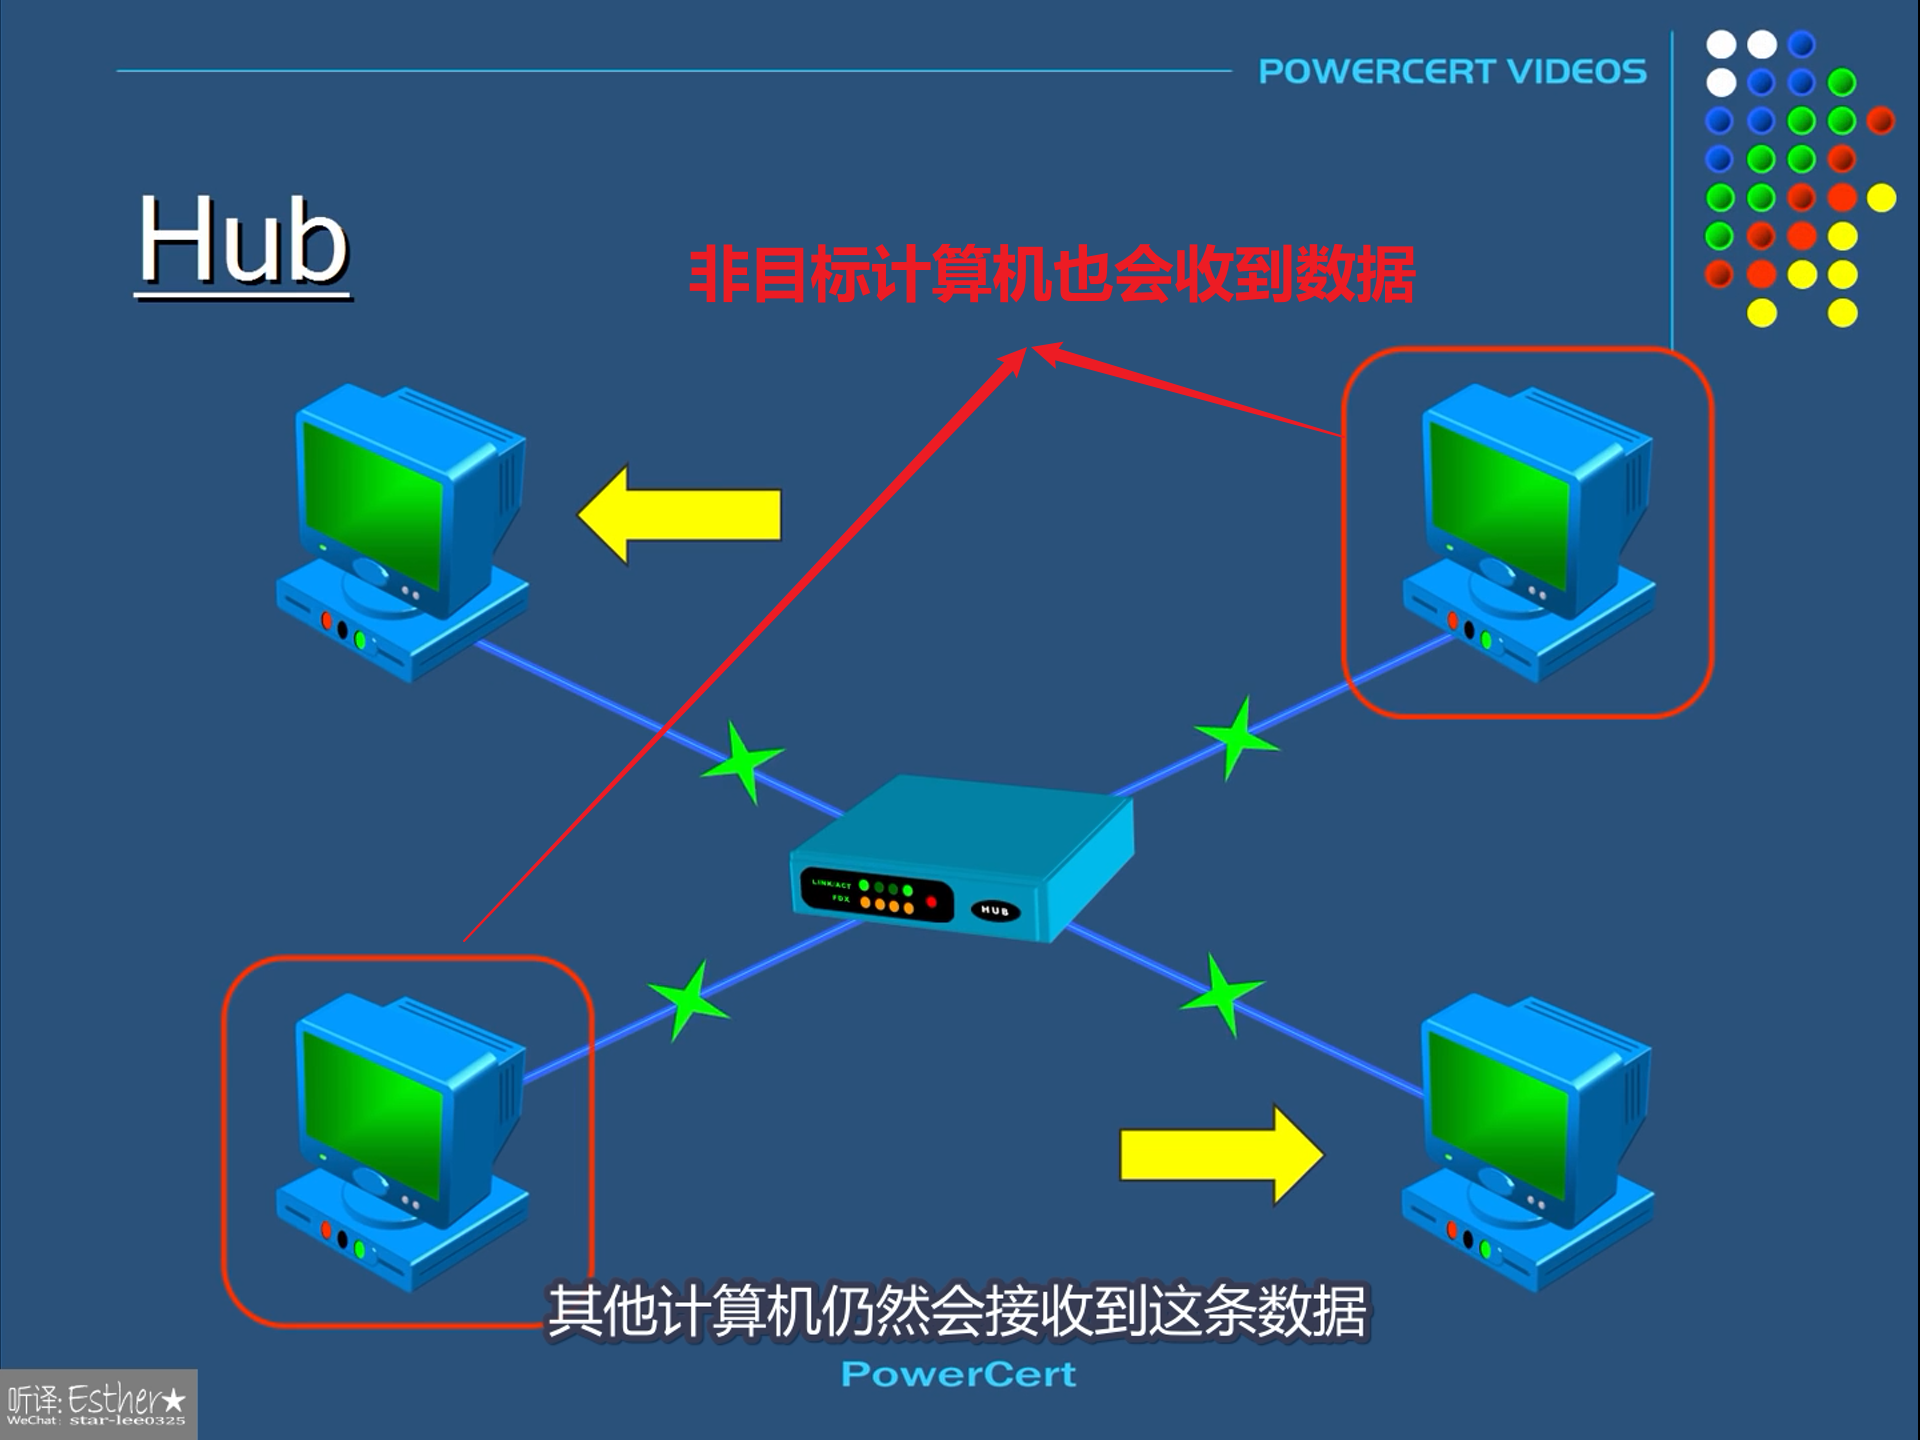 POWERCERT VIDEOS
Hub
非目标计算机也会收到数据
LINK/ACT
FDX
HUB
其他计算机仍然会接收到这条数据
PowerCert
听译: Esther★
WeChat: star-lee0325